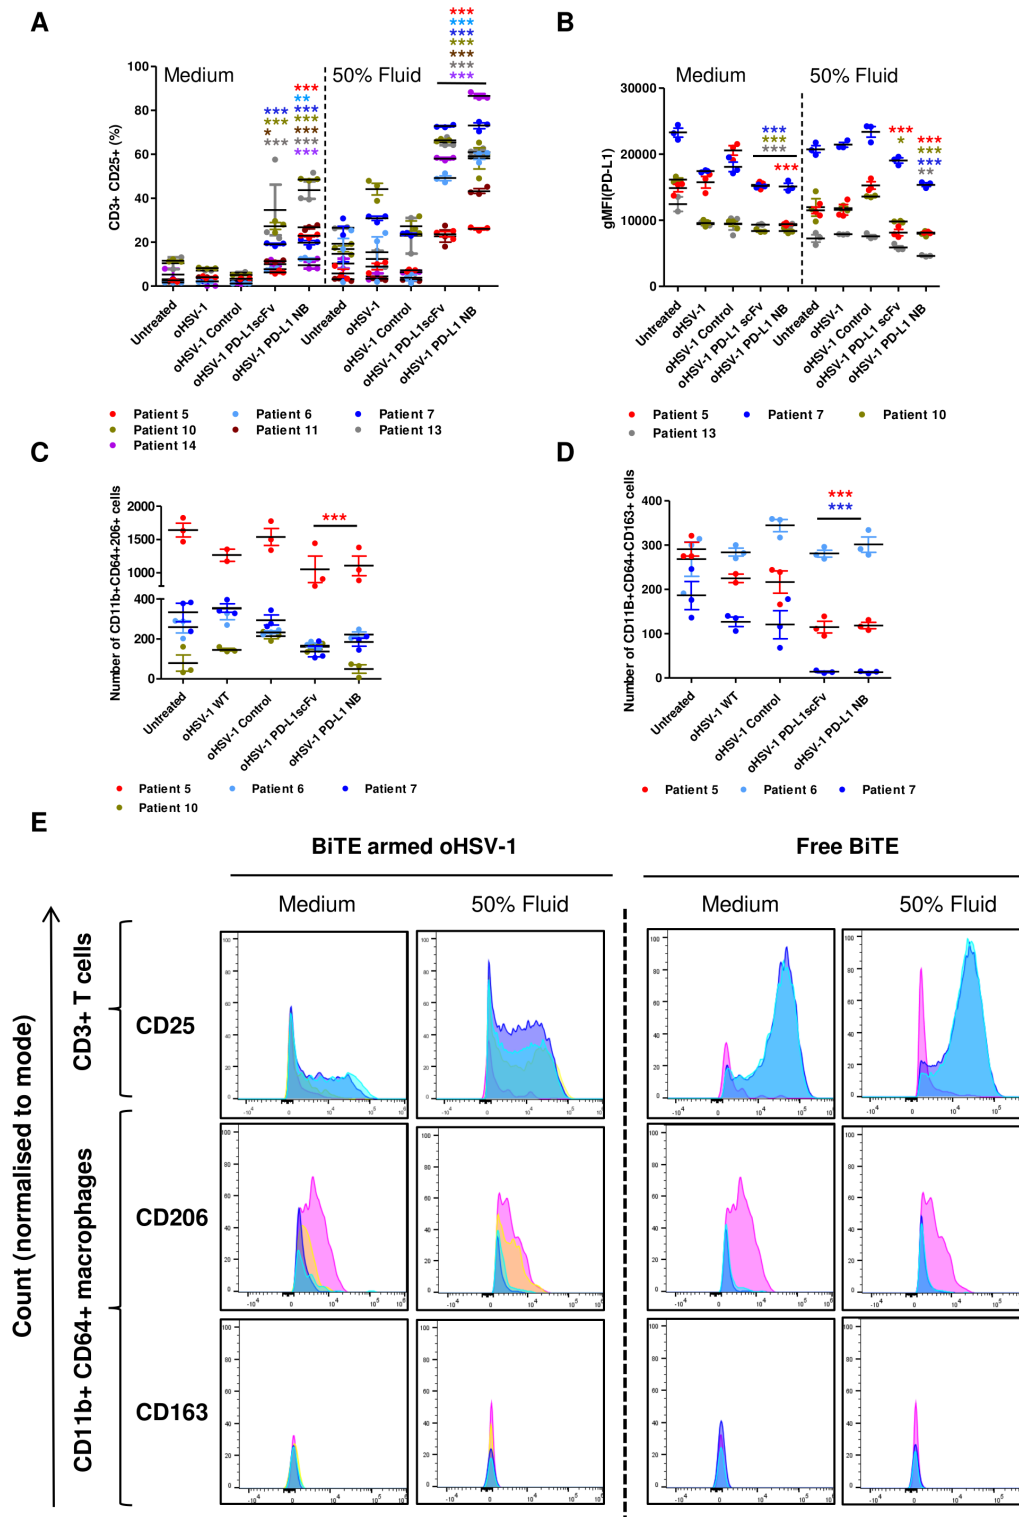 A
Medium
50% Fluid
CD3+ CD25+ (%)
100
80
60
40
20
0
***
**
***
***
***
***
***
***
***
*
***
***
***
***
***
***
***
***
Untreated
oHSV-1
oHSV-1 Control
oHSV-1 PD-L1scFv
oHSV-1 PD-L1 NB
Untreated
oHSV-1
oHSV-1 Control
oHSV-1 PD-L1scFv
oHSV-1 PD-L1 NB
Patient 5
Patient 6
Patient 7
Patient 10
Patient 11
Patient 13
Patient 14
B
Medium
50% Fluid
gMFI(PD-L1)
30000
20000
10000
0
***
***
***
***
***
*
***
***
***
**
Untreated
oHSV-1
oHSV-1 Control
oHSV-1 PD-L1 scFv
oHSV-1 PD-L1 NB
Untreated
oHSV-1
oHSV-1 Control
oHSV-1 PD-L1 scFv
oHSV-1 PD-L1 NB
Patient 5
Patient 7
Patient 10
Patient 13
C
Number of CD11b+CD64+206+ cells
2000
1500
1000
400
200
0
***
Untreated
oHSV-1 WT
oHSV-1 Control
oHSV-1 PD-L1scFv
oHSV-1 PD-L1 NB
Patient 5
Patient 6
Patient 7
Patient 10
D
Number of CD11B+CD64+CD163+ cells
400
300
200
100
0
***
***
Untreated
oHSV-1 WT
oHSV-1 Control
oHSV-1 PD-L1scFv
oHSV-1 PD-L1 NB
Patient 5
Patient 6
Patient 7
E
BiTE armed oHSV-1
Free BiTE
Medium
50% Fluid
Medium
50% Fluid
Count (normalised to mode)
CD3+ T cells
CD11b+ CD64+ macrophages
CD25
CD206
CD163